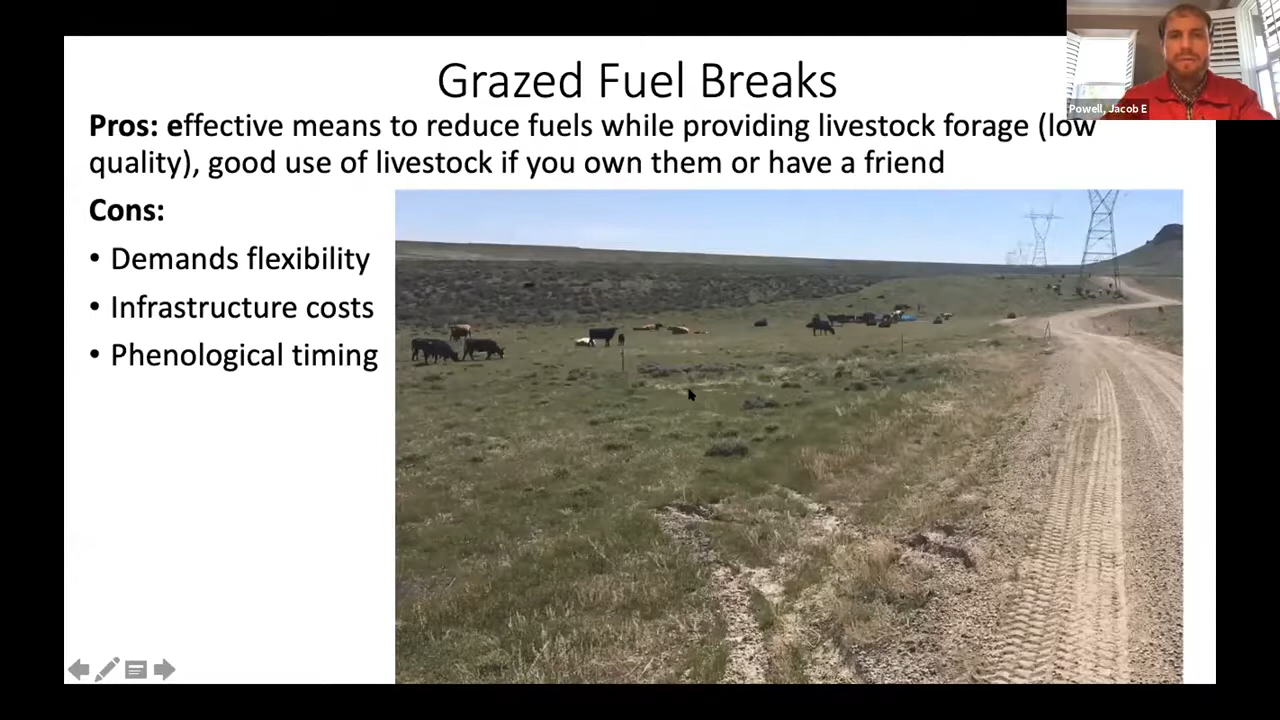 Grazed Fuel Breaks
Powell, Jacob E
Pros: effective means to reduce fuels while providing livestock forage (low
quality), good use of livestock if you own them or have a friend
Cons:
• Demands flexibility
• Infrastructure costs
• Phenological timing